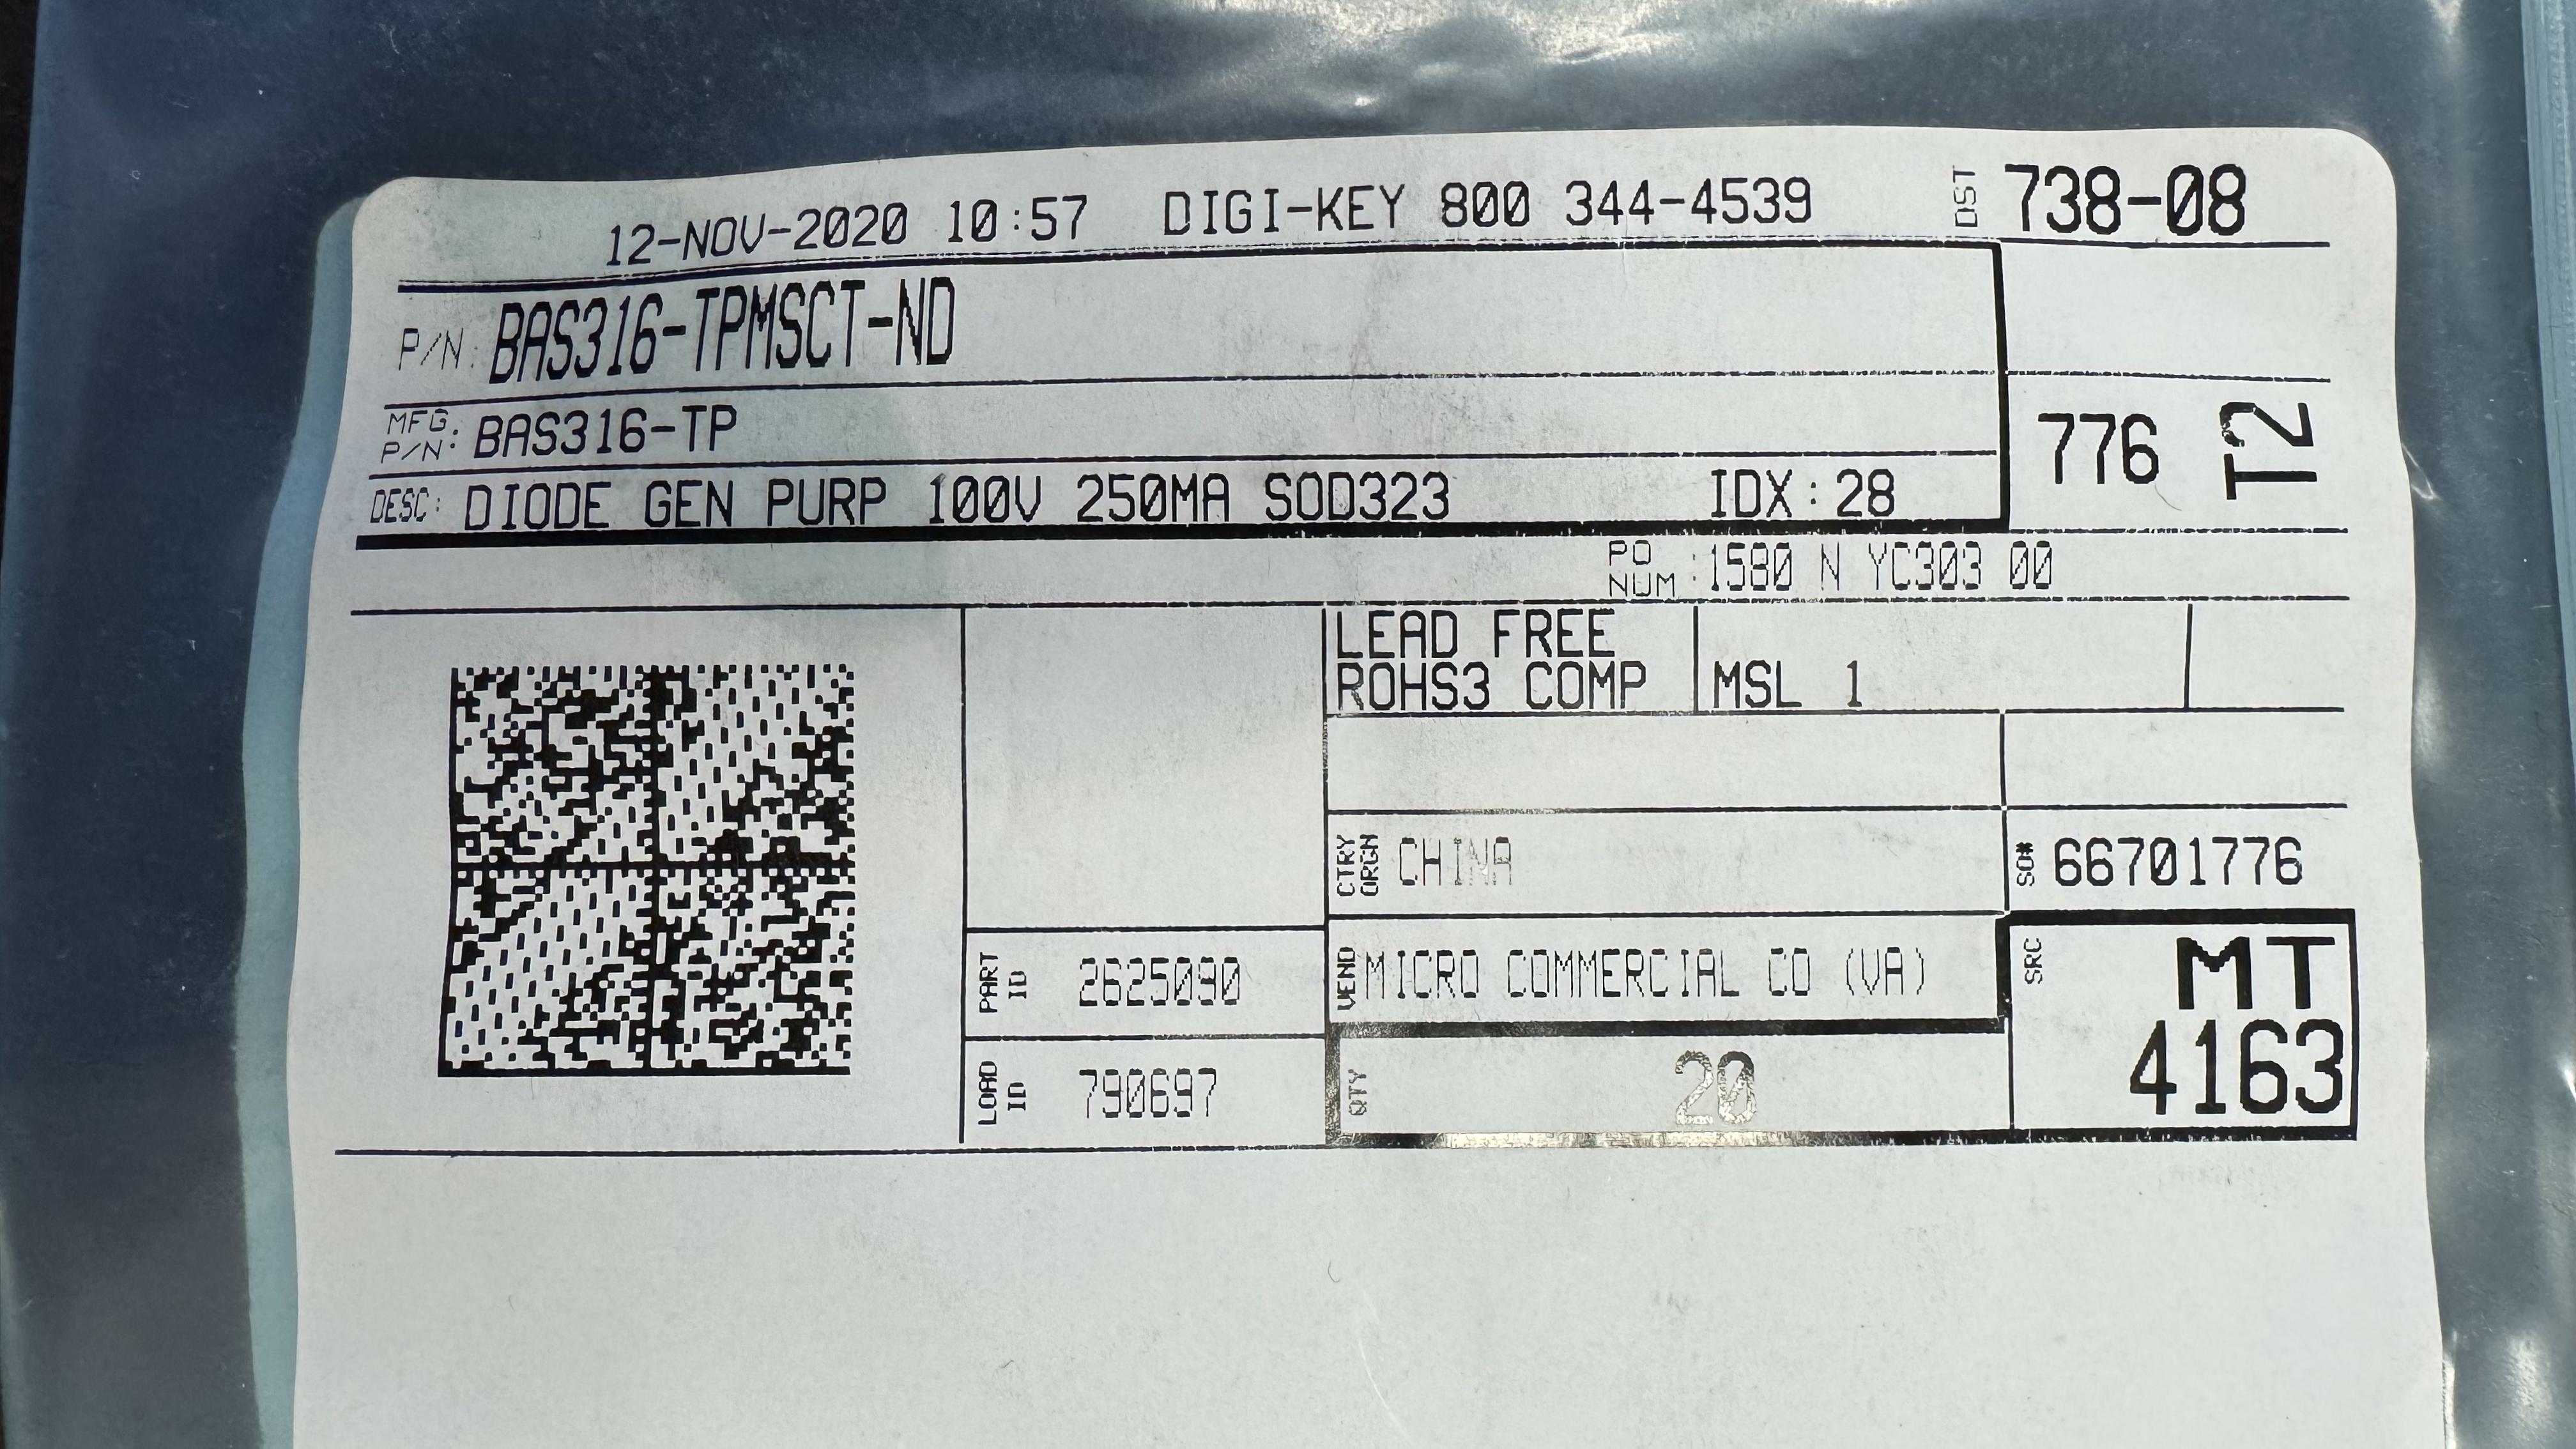 12-NOV-2020 10:57 DIGI-KEY 800 344-4539 DST 738-08
P/N: BAS316-TPMSCT-ND
MFG. P/N: BAS316-TP
776 T2
DESC: DIODE GEN PURP 100V 250MA SOD323 IDX: 28
PO NUM :1580 N YC303 00
LEAD FREE
ROHS3 COMP MSL 1
CTRY ORGN CHINA
SO# 66701776
PART ID 2625090
VEND MICRO COMMERCIAL CO (VA)
SRC MT
4163
LOAD ID 790697
QTY 20